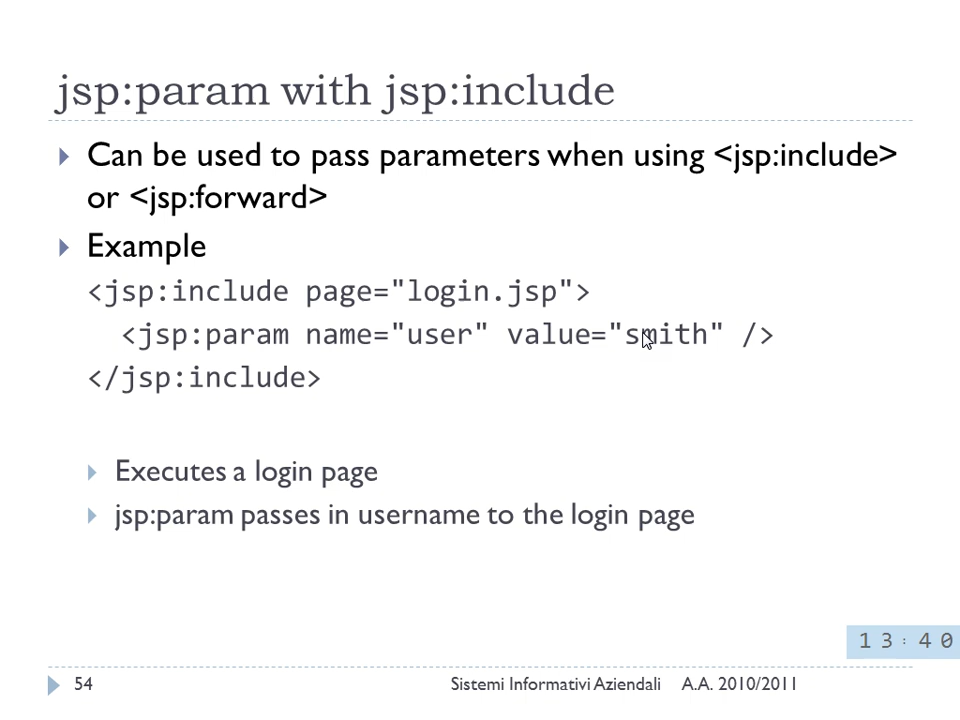 jsp:param with jsp:include
Can be used to pass parameters when using <jsp:include>
or <jsp:forward>
Example
<jsp:include page="login.jsp">
<jsp:param name="user" value="smith" />
</jsp:include>
Executes a login page
jsp:param passes in username to the login page
13:40
54 Sistemi Informativi Aziendali A.A. 2010/2011